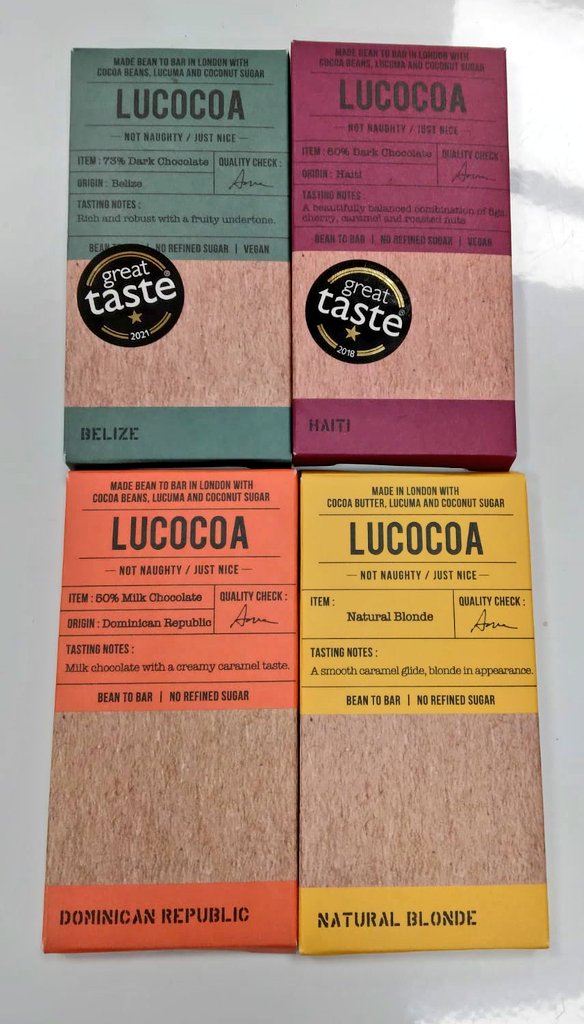 MADE BEAN TO BAR IN LONDON WITH
COCOA BEANS, LUCUMA AND COCONUT SUGAR
LUCOCOA
NOT NAUGHTY / JUST NICE
ITEM : 73% Dark Chocolate
QUALITY CHECK :
ORIGIN : Belize
TASTING NOTES :
Rich and robust with a fruity undertone.
BEAN TO BAR | NO REFINED SUGAR | VEGAN
great
taste
2021
BELIZE
MADE BEAN TO BAR IN LONDON WITH
COCOA BEANS, LUCUMA AND COCONUT SUGAR
LUCOCOA
NOT NAUGHTY / JUST NICE
ITEM : 60% Dark Chocolate
QUALITY CHECK :
ORIGIN : Haiti
TASTING NOTES :
A beautifully balanced combination of figs
cherry, caramel and roasted nuts
BEAN TO BAR | NO REFINED SUGAR | VEGAN
great
taste
2018
HAITI
MADE BEAN TO BAR IN LONDON WITH
COCOA BEANS, LUCUMA AND COCONUT SUGAR
LUCOCOA
NOT NAUGHTY / JUST NICE
ITEM : 50% Milk Chocolate
QUALITY CHECK :
ORIGIN : Dominican Republic
TASTING NOTES :
Milk chocolate with a creamy caramel taste.
BEAN TO BAR | NO REFINED SUGAR
DOMINICAN REPUBLIC
MADE IN LONDON WITH
COCOA BUTTER, LUCUMA AND COCONUT SUGAR
LUCOCOA
NOT NAUGHTY / JUST NICE
ITEM :
Natural Blonde
QUALITY CHECK :
TASTING NOTES :
A smooth caramel glide, blonde in appearance.
BEAN TO BAR | NO REFINED SUGAR
NATURAL BLONDE